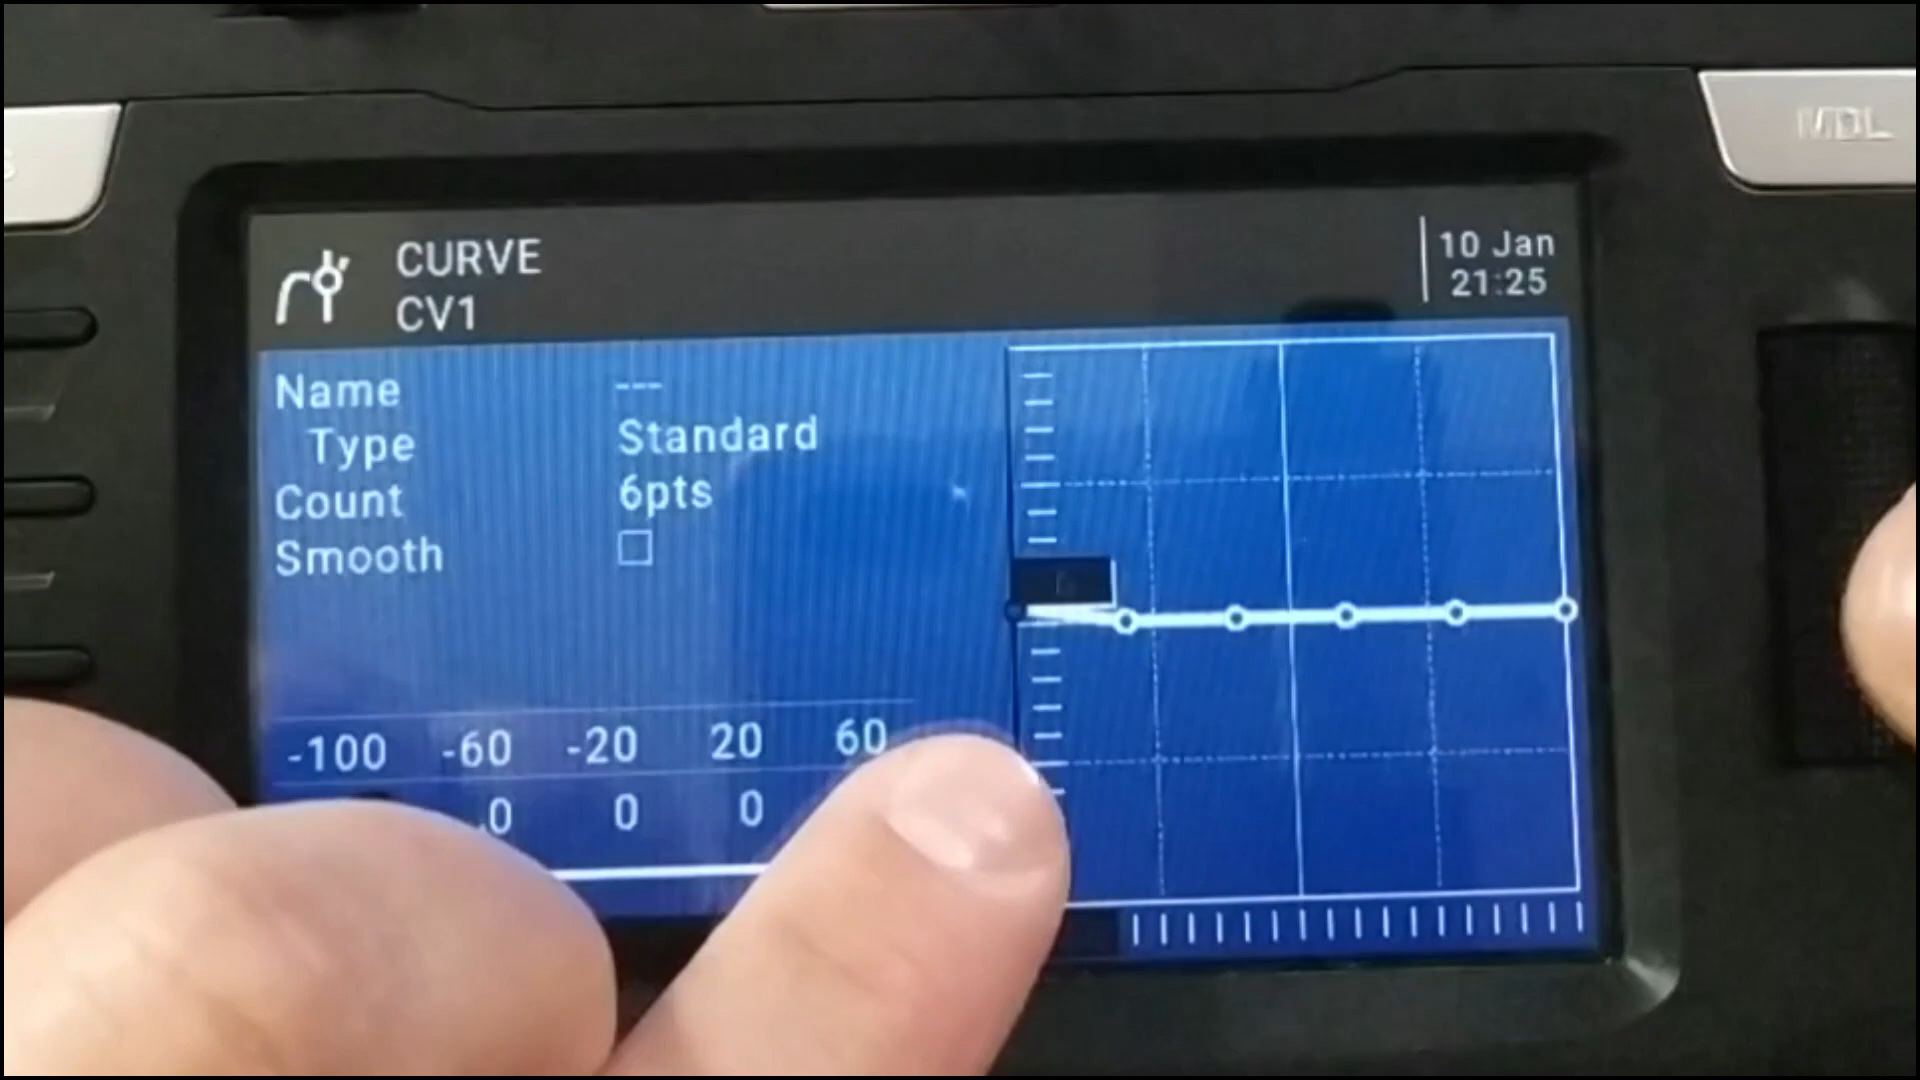 MDL
CURVE
CV1
10 Jan
21:25
Name ---
Type Standard
Count 6pts
Smooth
-100 -60 -20 20 60
0 0 0